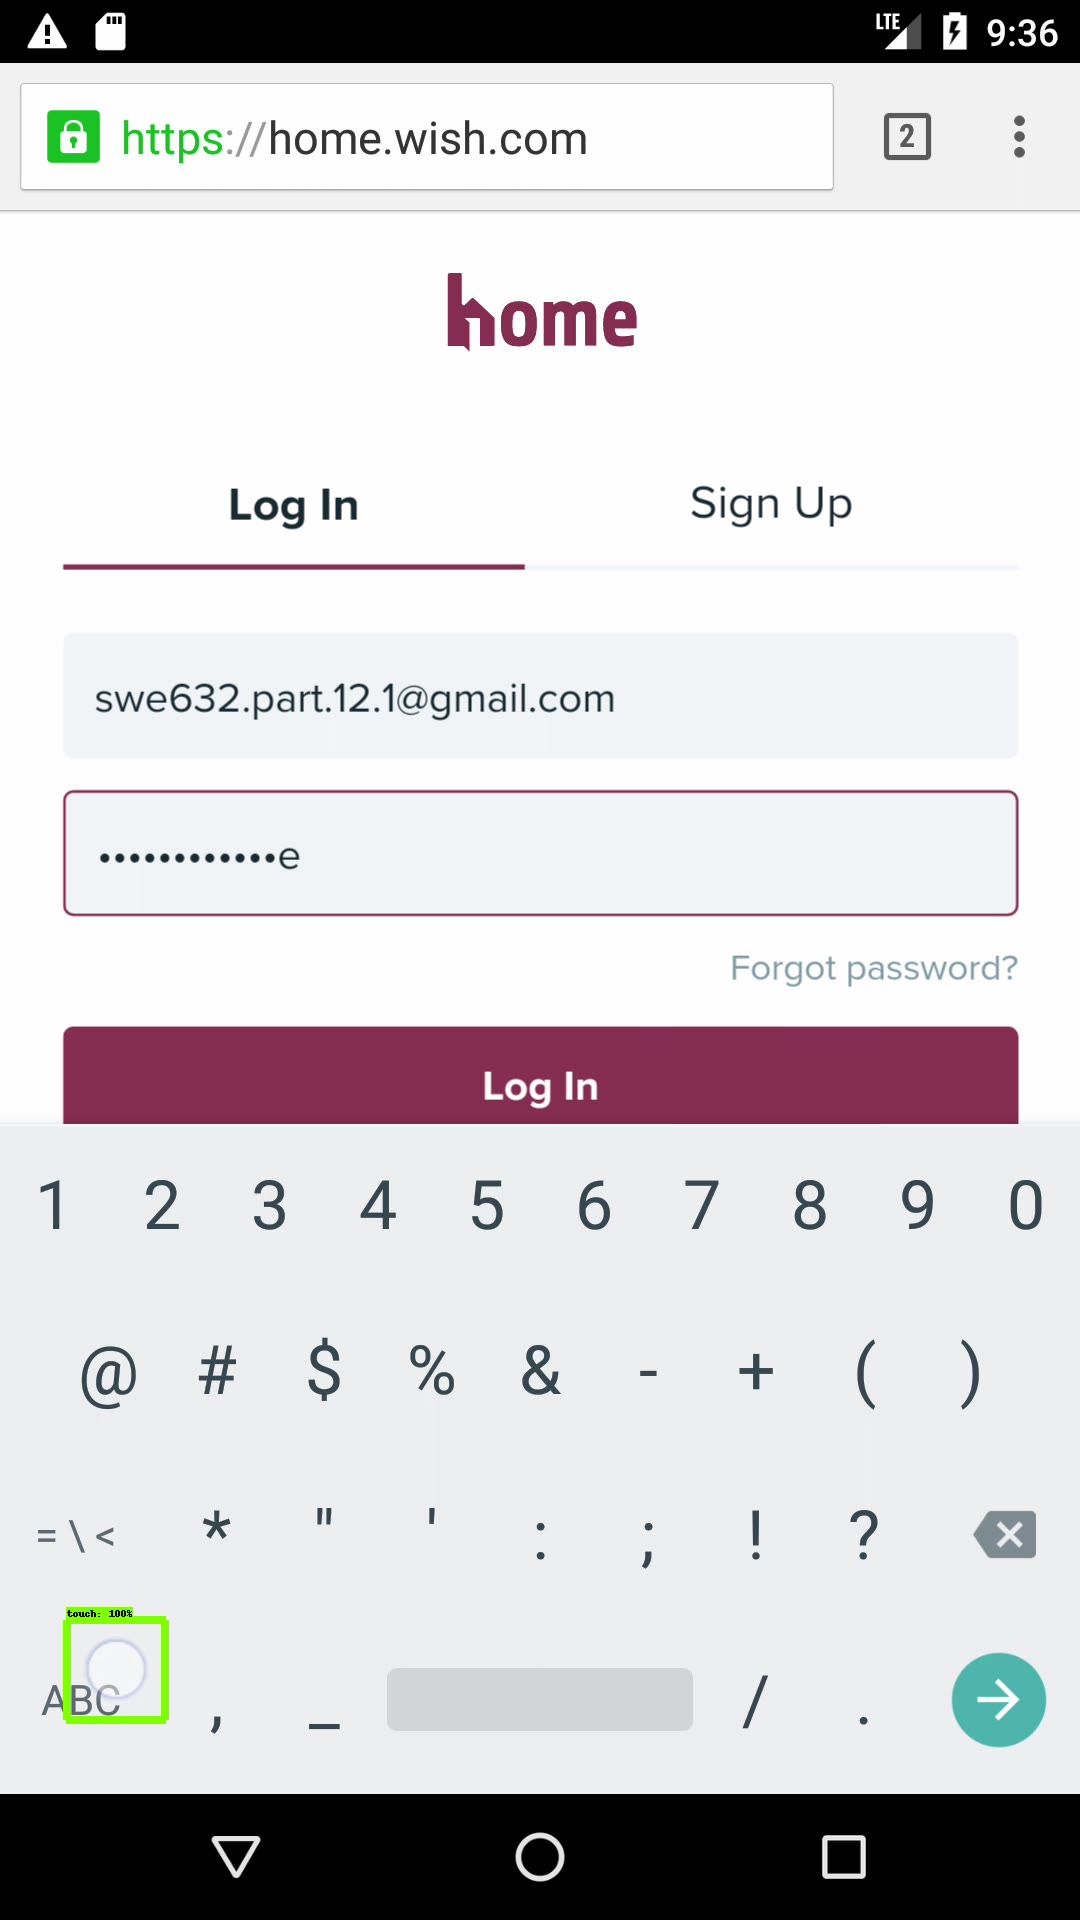 LTE 9:36
https://home.wish.com 2
home
Log In Sign Up
swe632.part.12.1@gmail.com
••••••••••••e
Forgot password?
Log In
1 2 3 4 5 6 7 8 9 0
@ # $ % & - + ( )
= \ < * " ' : ; ! ?
touch: 100%
ABC , _ / .